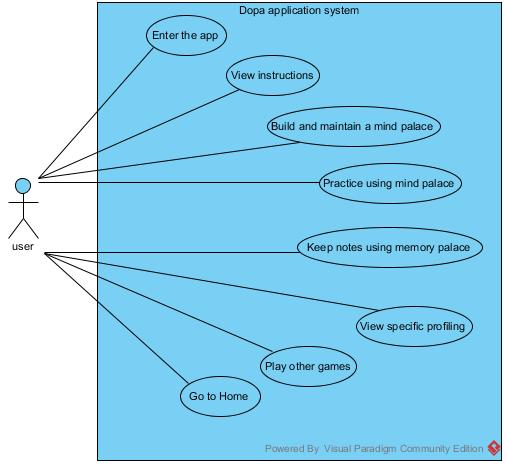 Dopa application system
Enter the app
View instructions
Build and maintain a mind palace
Practice using mind palace
user
Keep notes using memory palace
View specific profiling
Play other games
Go to Home
Powered By Visual Paradigm Community Edition